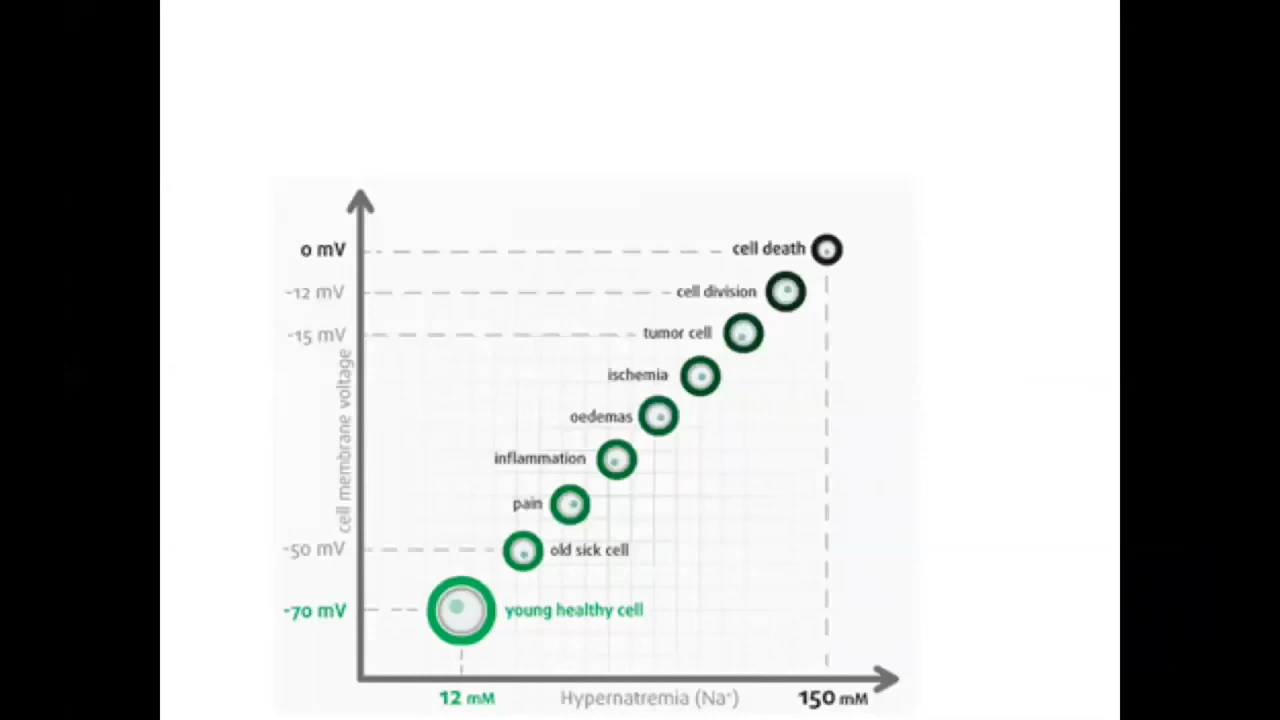 0 mV
cell death
-12 mV
cell division
-15 mV
tumor cell
cell membrane voltage
ischemia
oedemas
inflammation
pain
-50 mV
old sick cell
-70 mV
young healthy cell
12 mM
Hypernatremia (Na⁺)
150 mM